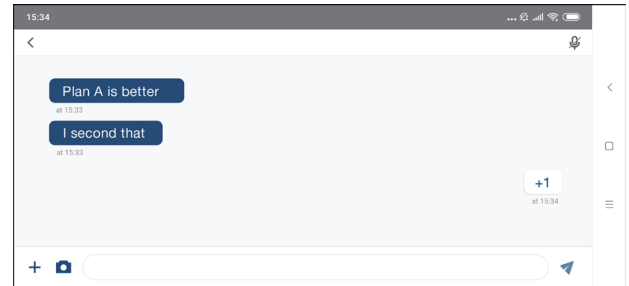 15:34
...
Plan A is better
at 15:33
I second that
at 15:33
+1
at 15:34